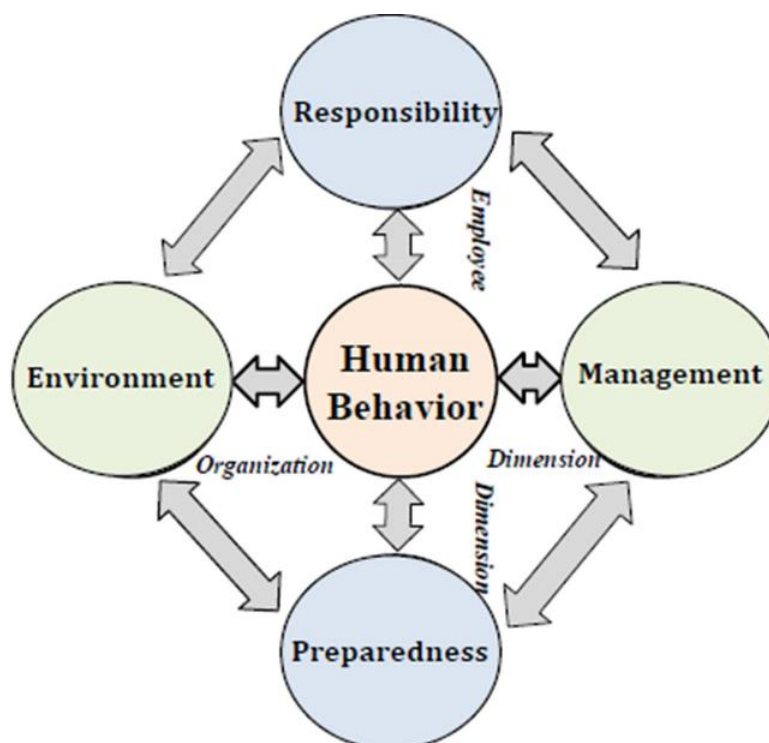 Responsibility
Employee
Environment
Human
Behavior
Management
Organization
Dimension
Dimension
Preparedness